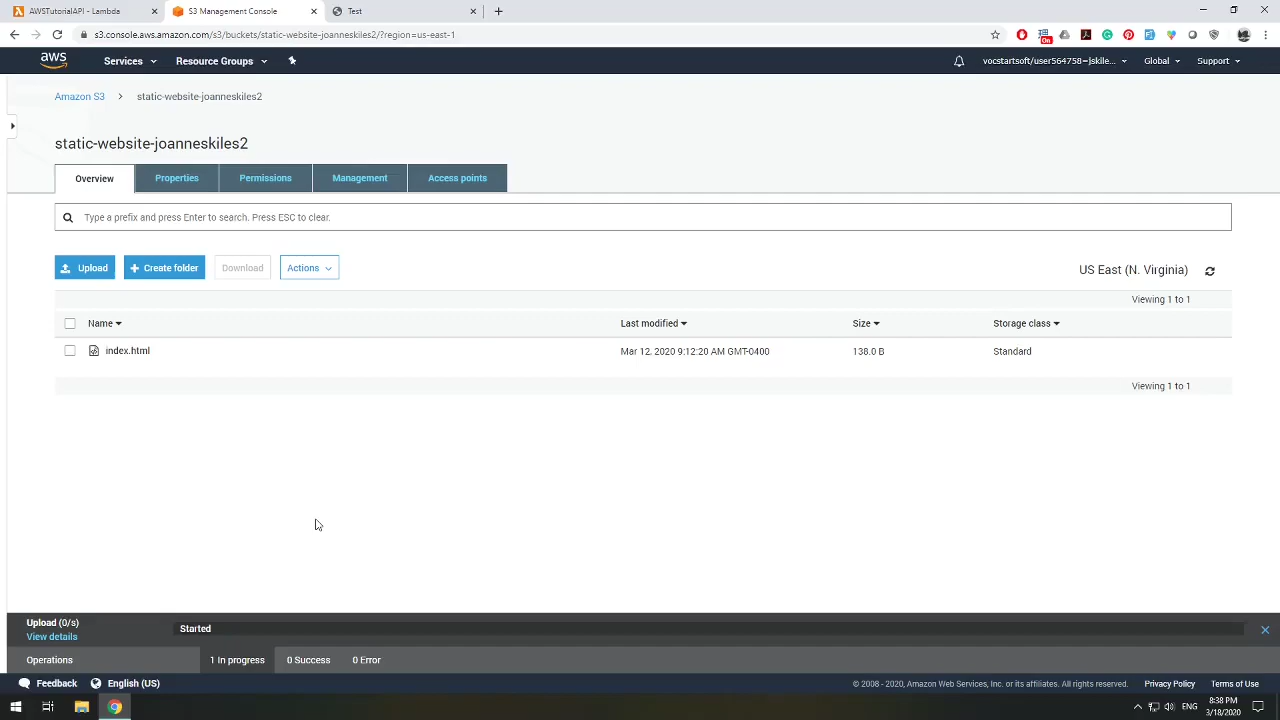 AWSTutorialAPI - Lambda
S3 Management Console
Test
s3.console.aws.amazon.com/s3/buckets/static-website-joanneskiles2/?region=us-east-1
On
aws
Services
Resource Groups
vocstartsoft/user564758=jskile...
Global
Support
Amazon S3
static-website-joanneskiles2
static-website-joanneskiles2
Overview
Properties
Permissions
Management
Access points
Type a prefix and press Enter to search. Press ESC to clear.
Upload
Create folder
Download
Actions
US East (N. Virginia)
Viewing 1 to 1
Name
Last modified
Size
Storage class
index.html
Mar 12, 2020 9:12:20 AM GMT-0400
138.0 B
Standard
Viewing 1 to 1
Upload (0/s)
Started
View details
Operations
1 In progress
0 Success
0 Error
Feedback
English (US)
© 2008 - 2020, Amazon Web Services, Inc. or its affiliates. All rights reserved.
Privacy Policy
Terms of Use
ENG
8:38 PM
3/18/2020